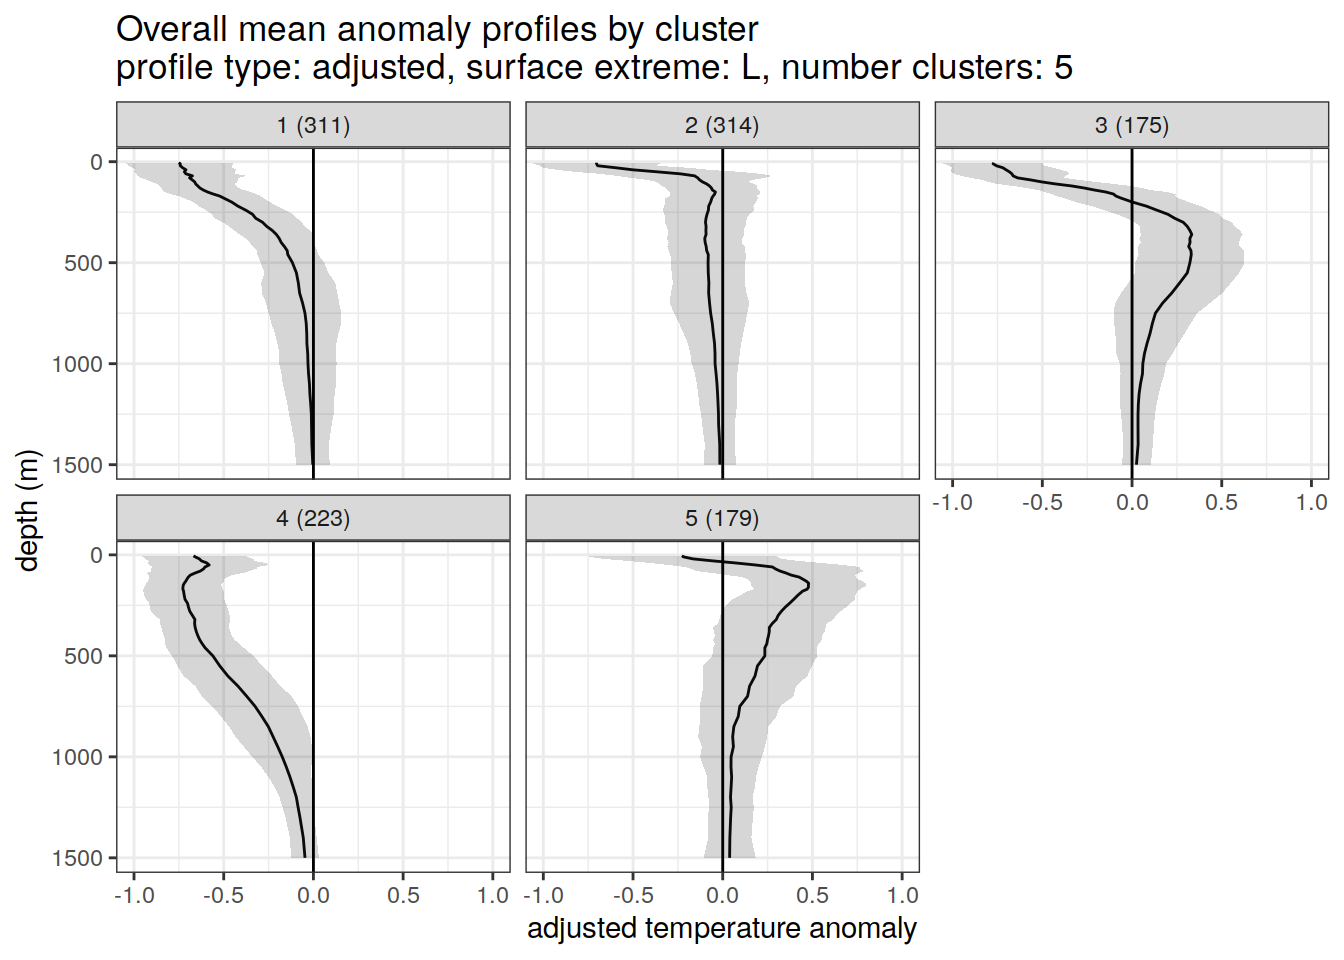 Overall mean anomaly profiles by cluster
profile type: adjusted, surface extreme: L, number clusters: 5
1 (311)
2 (314)
3 (175)
0
500
1000
1500
-1.0 -0.5 0.0 0.5 1.0
4 (223)
5 (179)
depth (m)
0
500
1000
1500
-1.0 -0.5 0.0 0.5 1.0
-1.0 -0.5 0.0 0.5 1.0
adjusted temperature anomaly